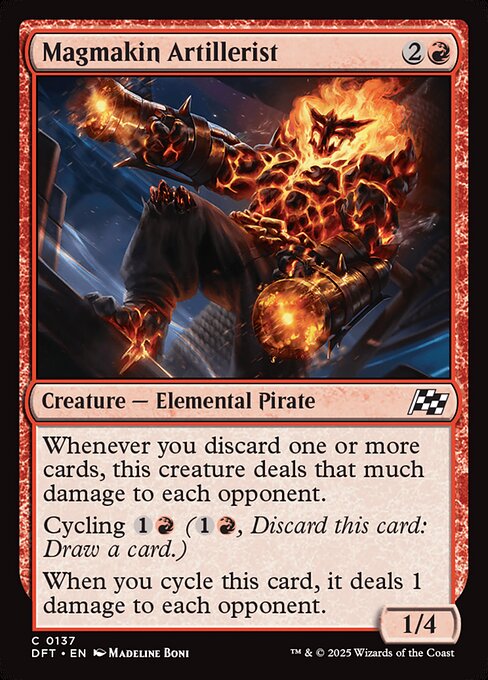 Magmakin Artillerist 2
Creature — Elemental Pirate
Whenever you discard one or more
cards, this creature deals that much
damage to each opponent.
Cycling 1 (1, Discard this card:
Draw a card.)
When you cycle this card, it deals 1
damage to each opponent.
1/4
C 0137
DFT • EN Madeline Boni
™ & © 2025 Wizards of the Coast